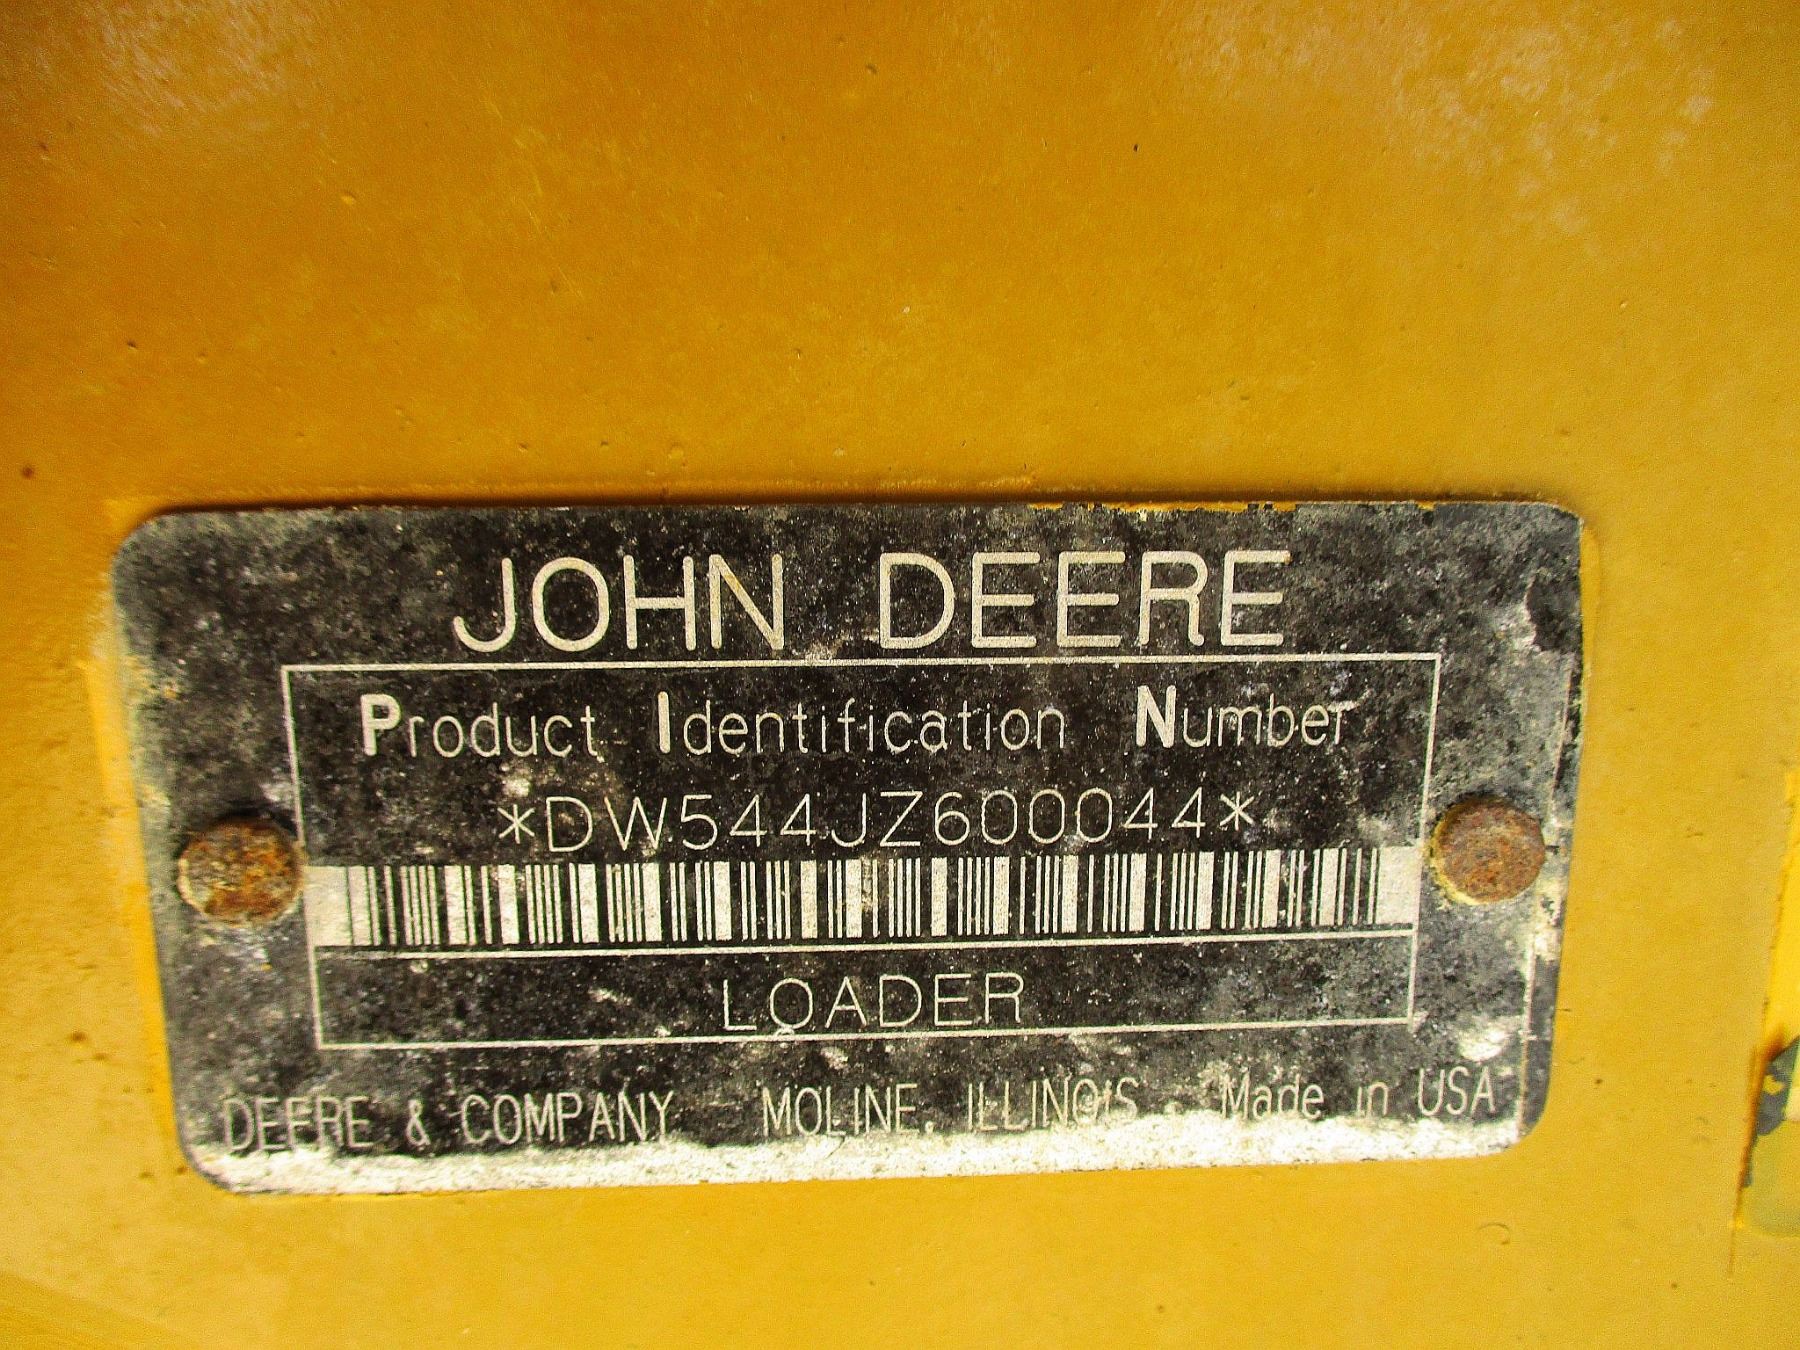 JOHN DEERE
Product Identification Number
*DW544JZ600044*
LOADER
DEERE & COMPANY MOLINE, ILLINOIS Made in USA